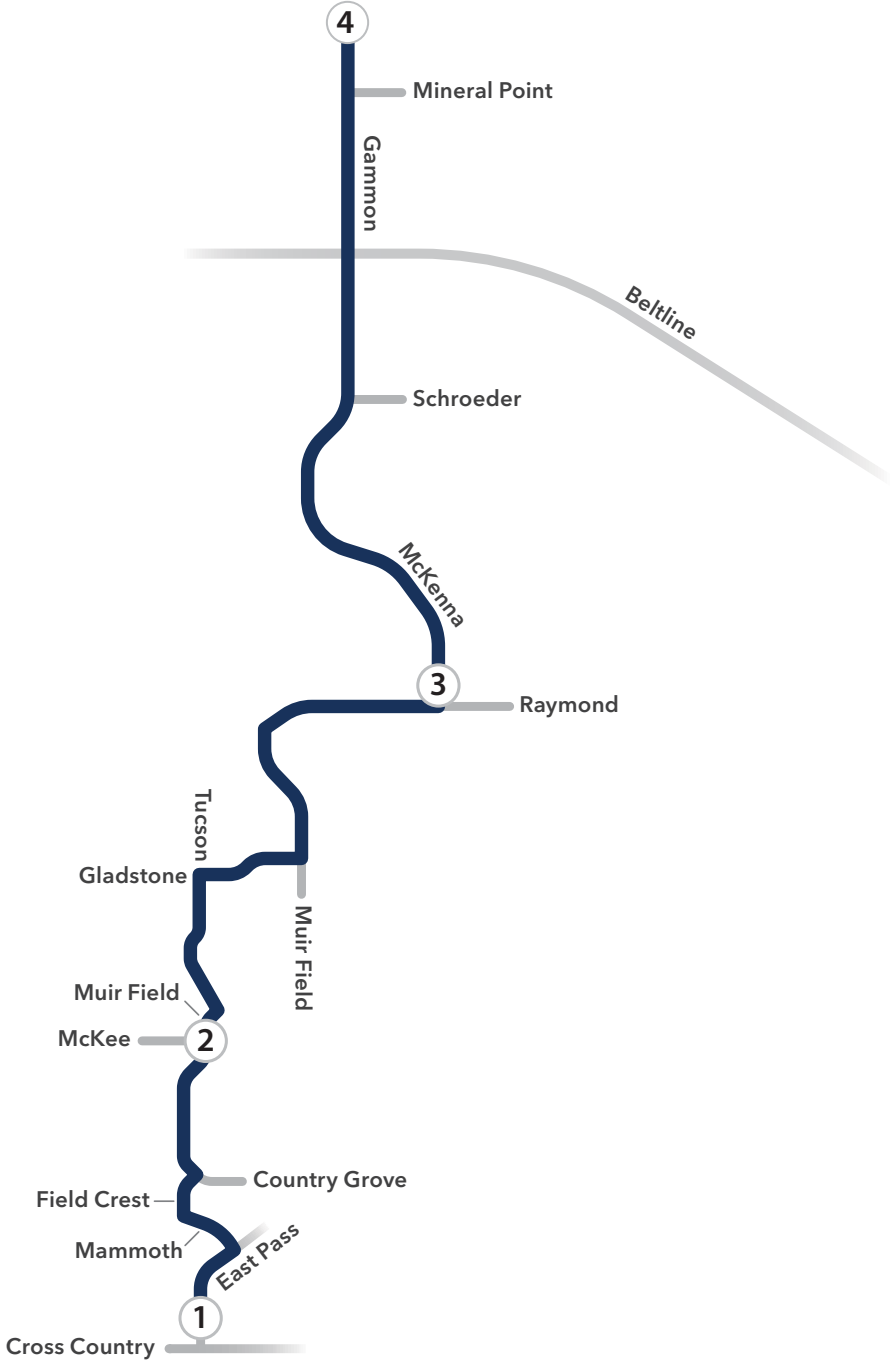 4
Mineral Point
Gammon
Beltline
Schroeder
McKenna
3
Raymond
Tucson
Gladstone
Muir Field
Muir Field
McKee
2
Country Grove
Field Crest
Mammoth
East Pass
1
Cross Country